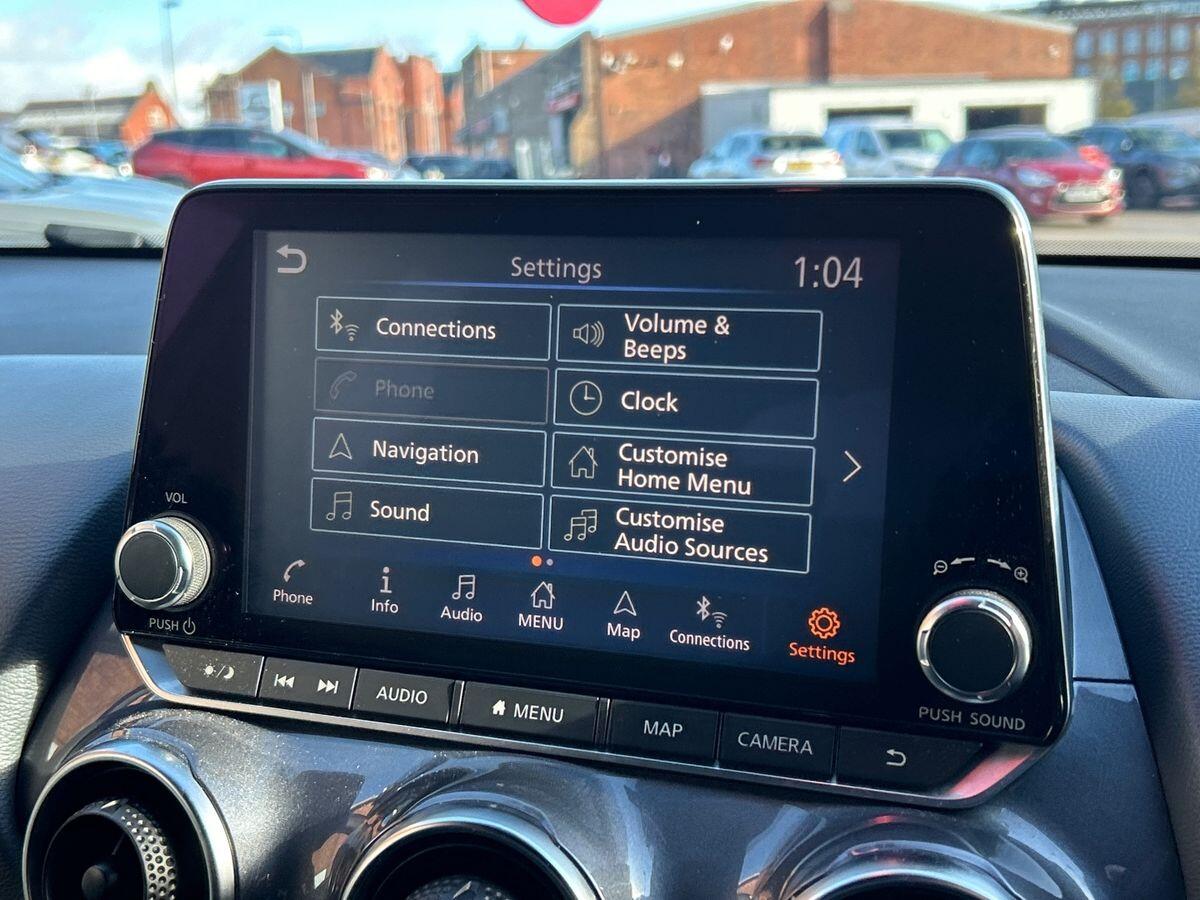 Settings
1:04
Connections
Volume &
Beeps
Phone
Clock
Navigation
Customise
Home Menu
Sound
Customise
Audio Sources
Phone
Info
Audio
MENU
Map
Connections
Settings
VOL
PUSH
PUSH SOUND
AUDIO
MENU
MAP
CAMERA